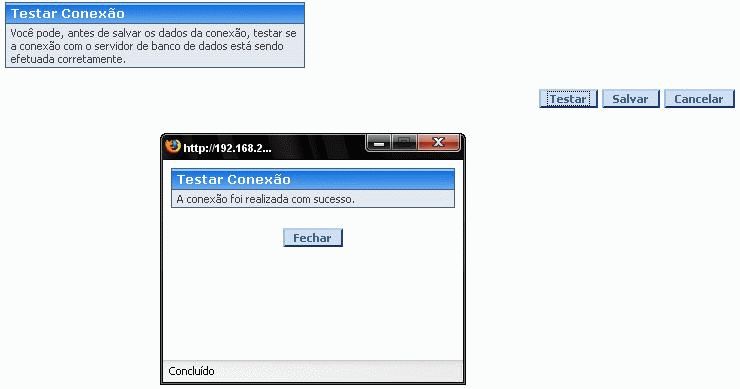 Testar Conexão
Você pode, antes de salvar os dados da conexão, testar se
a conexão com o servidor de banco de dados está sendo
efetuada corretamente.
Testar Salvar Cancelar
http://192.168.2...
Testar Conexão
A conexão foi realizada com sucesso.
Fechar
Concluído